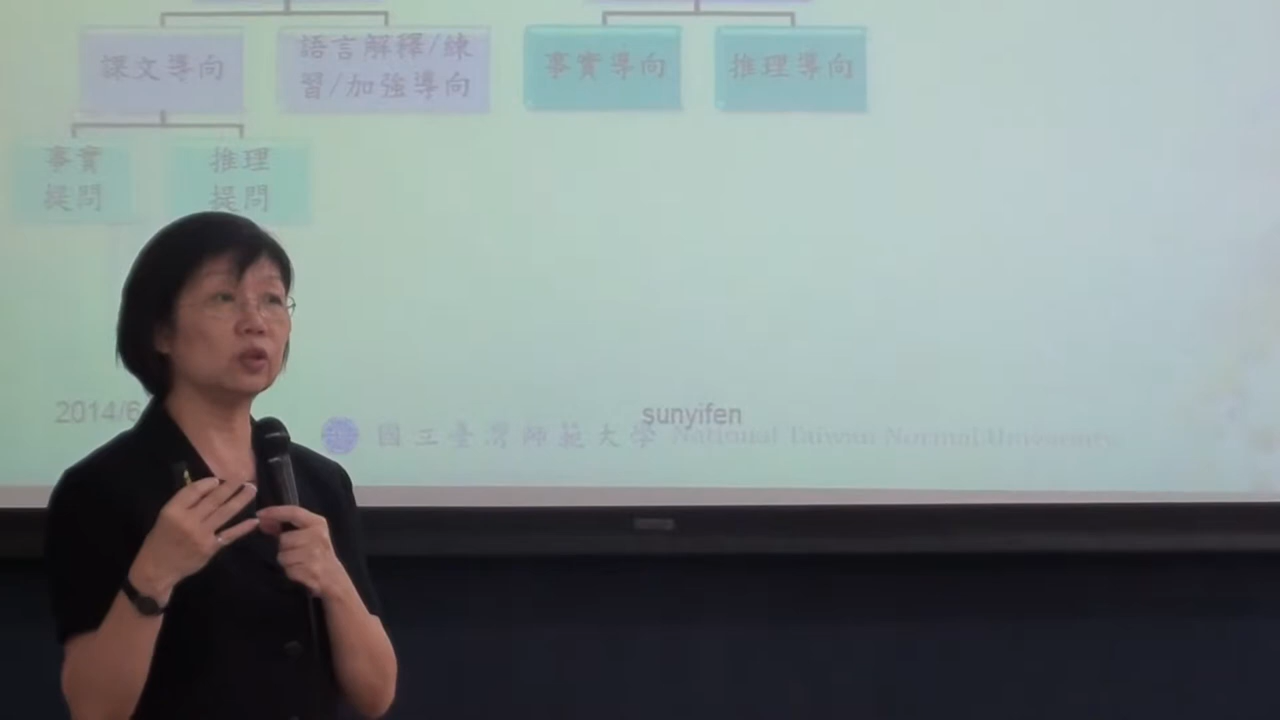 課文導向
語言解釋/練
習/加強導向
事實導向
推理導向
事實
提問
推理
提問
2014/6
sunyifen
國立臺灣師範大學 National Taiwan Normal University